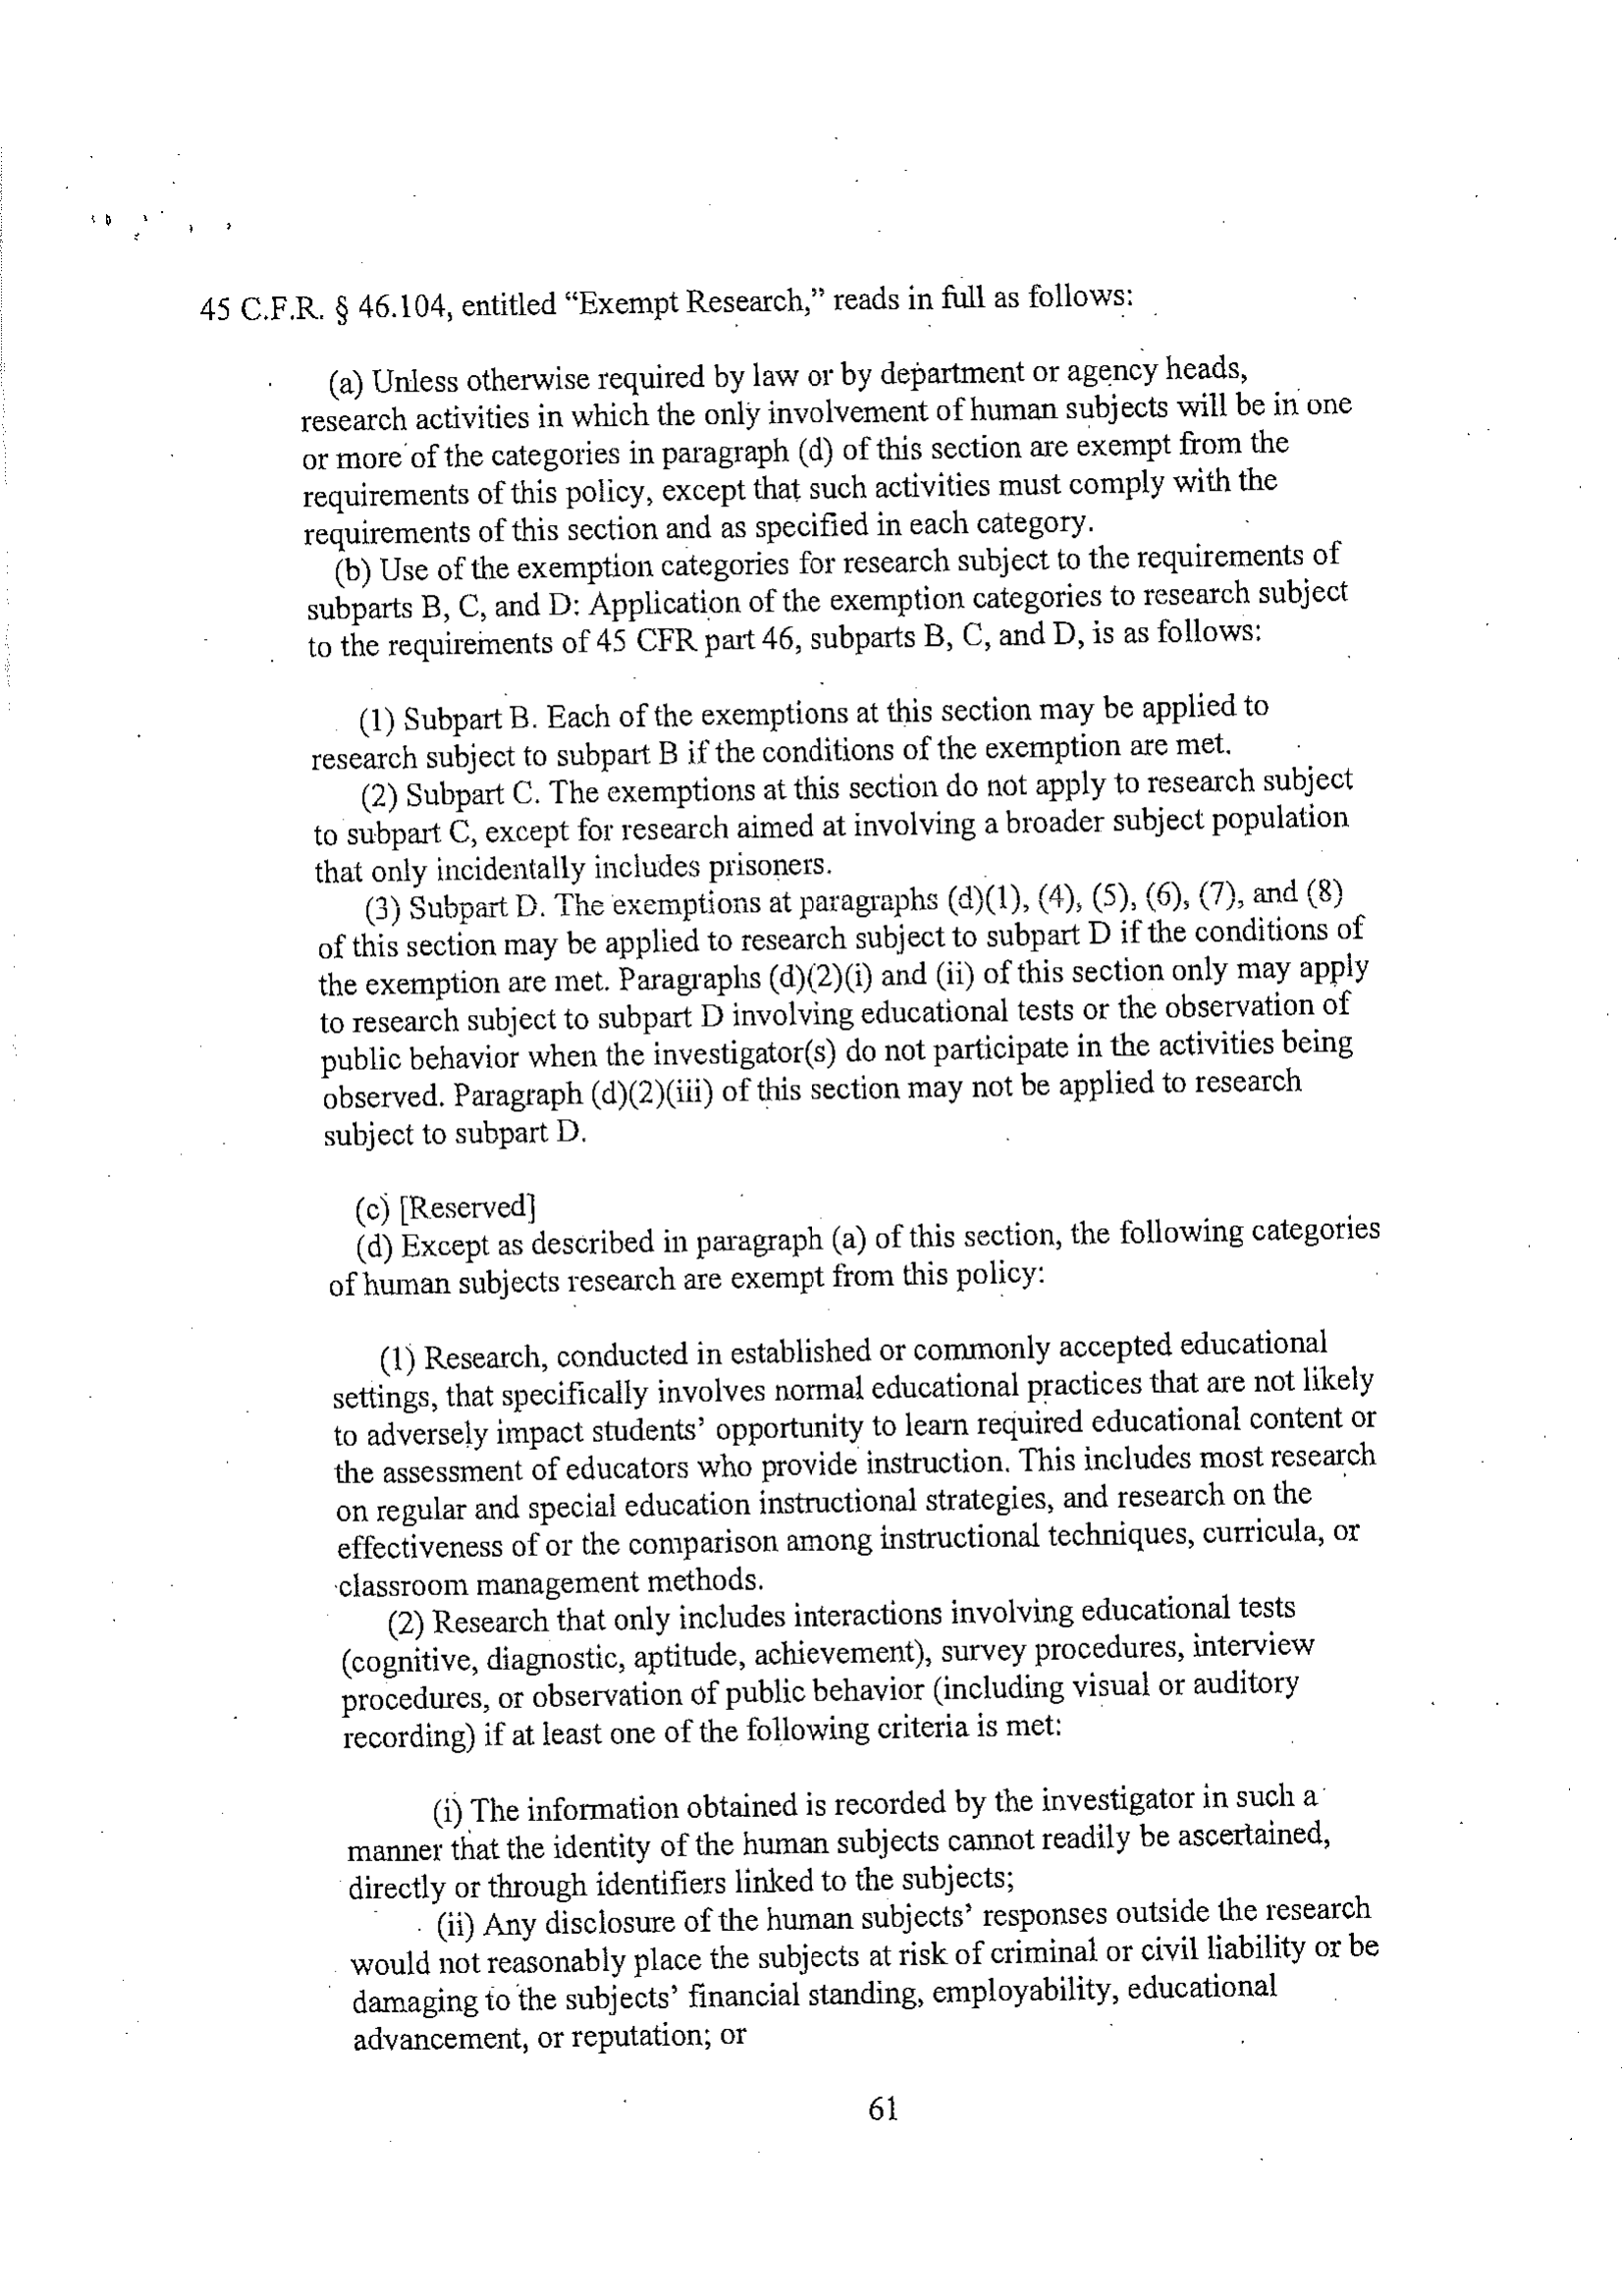 45 C.F.R. § 46.104, entitled “Exempt Research,” reads in full as follows:
(a) Unless otherwise required by law or by department or agency heads,
research activities in which the only involvement of human subjects will be in one
or more of the categories in paragraph (d) of this section are exempt from the
requirements of this policy, except that such activities must comply with the
requirements of this section and as specified in each category.
(b) Use of the exemption categories for research subject to the requirements of
subparts B, C, and D: Application of the exemption categories to research subject
to the requirements of 45 CFR part 46, subparts B, C, and D, is as follows:
(1) Subpart B. Each of the exemptions at this section may be applied to
research subject to subpart B if the conditions of the exemption are met.
(2) Subpart C. The exemptions at this section do not apply to research subject
to subpart C, except for research aimed at involving a broader subject population
that only incidentally includes prisoners.
(3) Subpart D. The exemptions at paragraphs (d)(1), (4), (5), (6), (7), and (8)
of this section may be applied to research subject to subpart D if the conditions of
the exemption are met. Paragraphs (d)(2)(i) and (ii) of this section only may apply
to research subject to subpart D involving educational tests or the observation of
public behavior when the investigator(s) do not participate in the activities being
observed. Paragraph (d)(2)(iii) of this section may not be applied to research
subject to subpart D.
(c) [Reserved]
(d) Except as described in paragraph (a) of this section, the following categories
of human subjects research are exempt from this policy:
(1) Research, conducted in established or commonly accepted educational
settings, that specifically involves normal educational practices that are not likely
to adversely impact students’ opportunity to learn required educational content or
the assessment of educators who provide instruction. This includes most research
on regular and special education instructional strategies, and research on the
effectiveness of or the comparison among instructional techniques, curricula, or
classroom management methods.
(2) Research that only includes interactions involving educational tests
(cognitive, diagnostic, aptitude, achievement), survey procedures, interview
procedures, or observation of public behavior (including visual or auditory
recording) if at least one of the following criteria is met:
(i) The information obtained is recorded by the investigator in such a
manner that the identity of the human subjects cannot readily be ascertained,
directly or through identifiers linked to the subjects;
(ii) Any disclosure of the human subjects’ responses outside the research
would not reasonably place the subjects at risk of criminal or civil liability or be
damaging to the subjects’ financial standing, employability, educational
advancement, or reputation; or
61